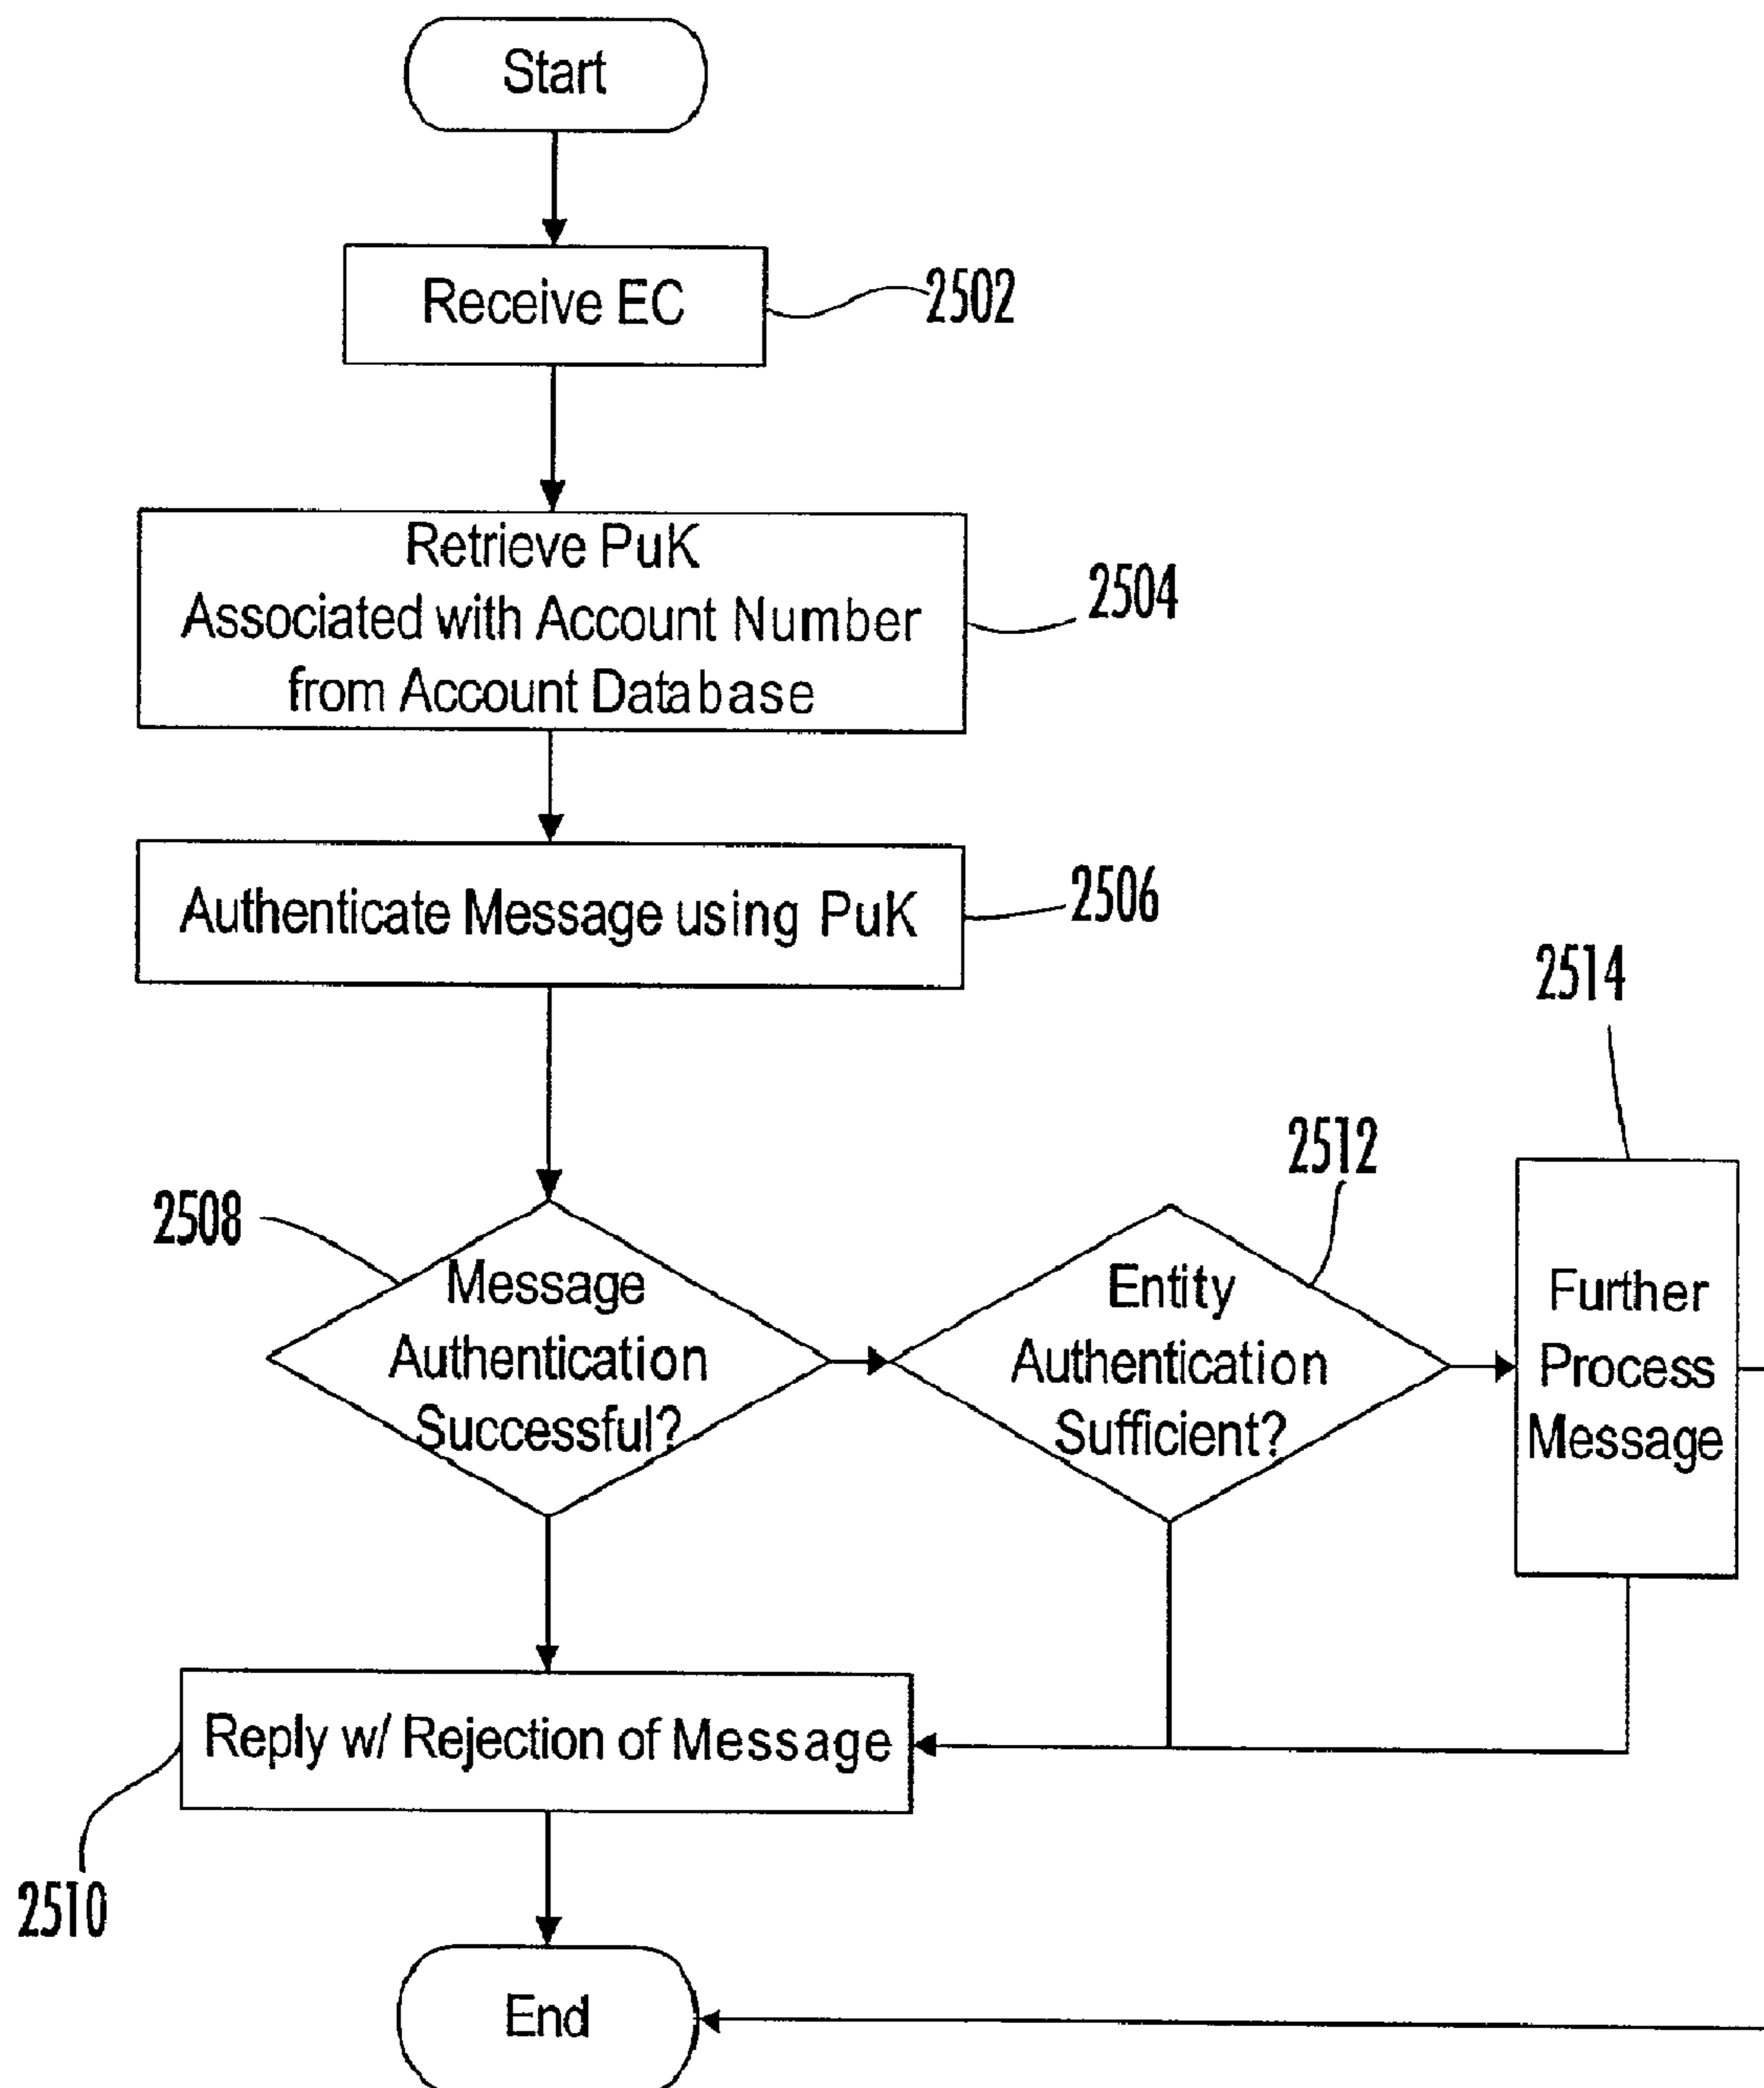 Start
Receive EC
2502
Retrieve PuK
Associated with Account Number
from Account Database
2504
Authenticate Message using PuK
2506
2514
2512
2508
Message
Authentication
Successful?
Entity
Authentication
Sufficient?
Further
Process
Message
Reply w/ Rejection of Message
2510
End